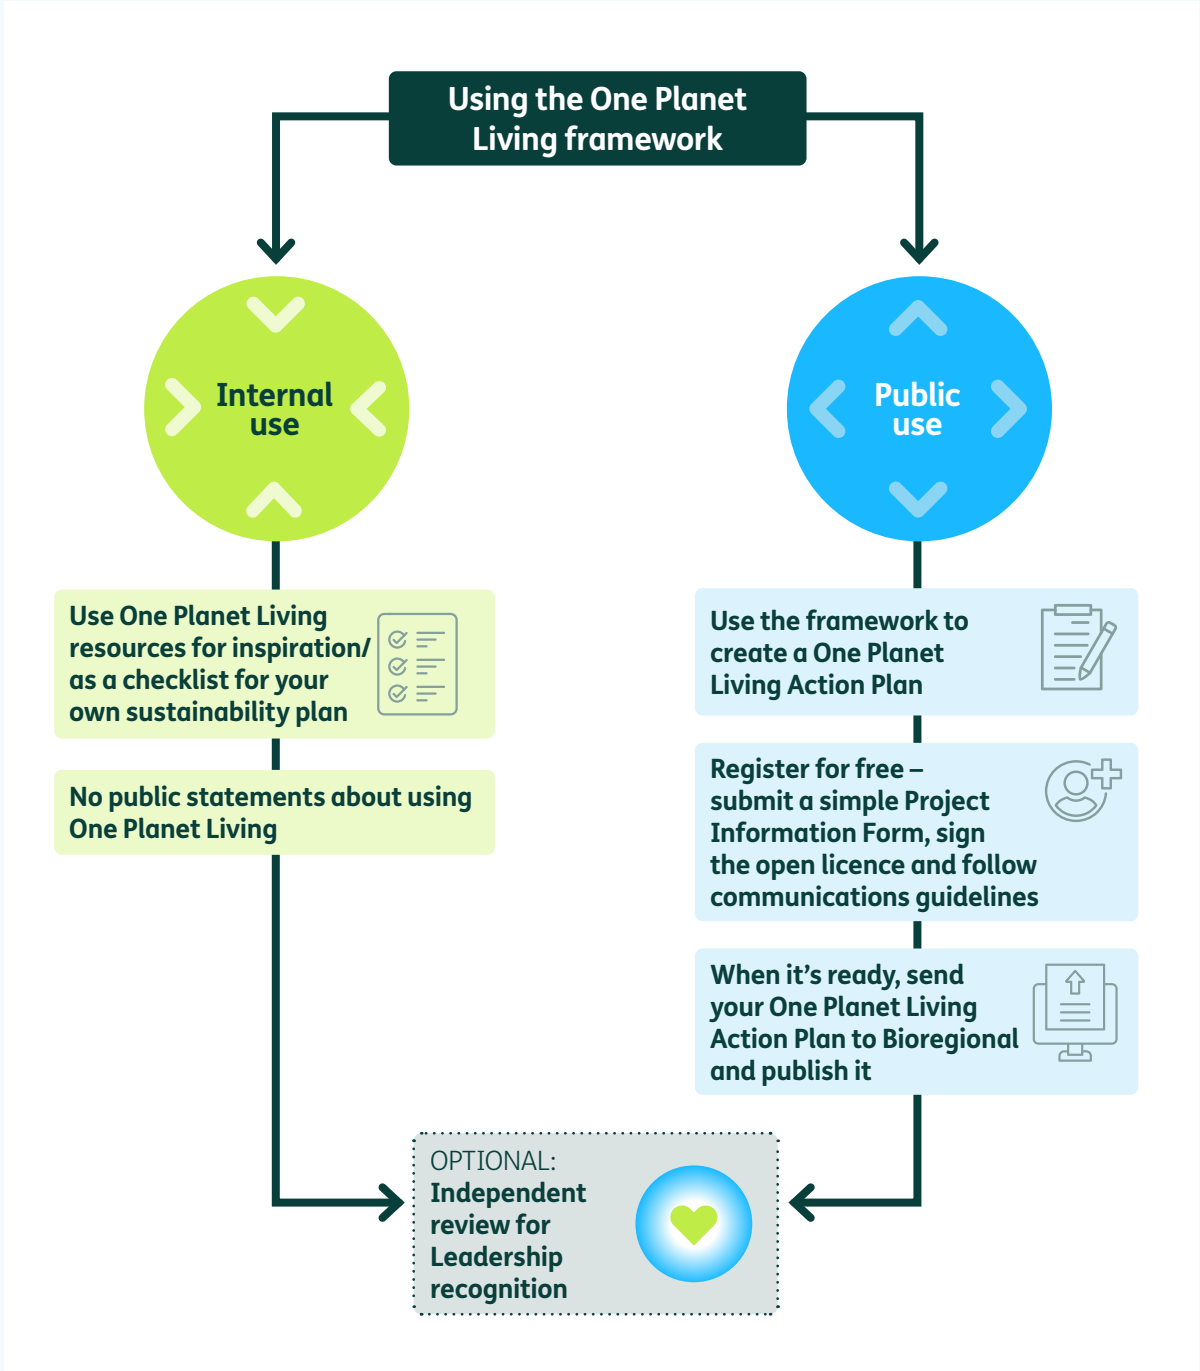 Using the One Planet
Living framework
Internal
use
Use One Planet Living
resources for inspiration/
as a checklist for your
own sustainability plan
No public statements about using
One Planet Living
Public
use
Use the framework to
create a One Planet
Living Action Plan
Register for free –
submit a simple Project
Information Form, sign
the open licence and follow
communications guidelines
When it’s ready, send
your One Planet Living
Action Plan to Bioregional
and publish it
OPTIONAL:
Independent
review for
Leadership
recognition